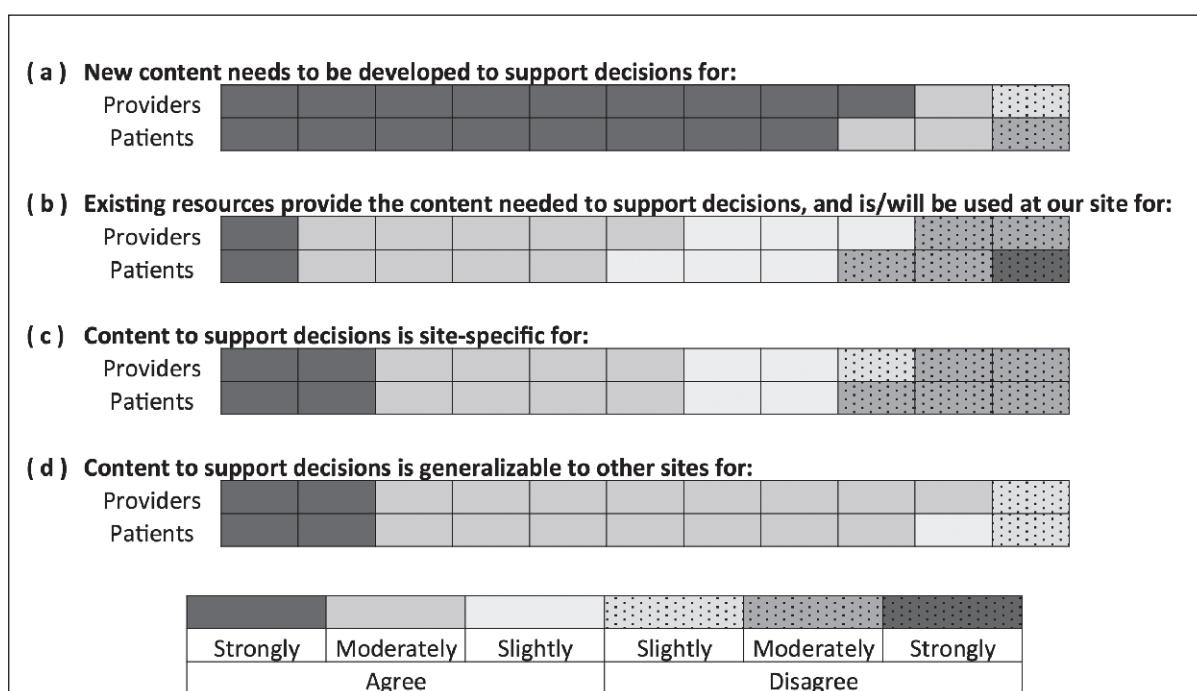 ( a ) New content needs to be developed to support decisions for:
Providers
Patients
( b ) Existing resources provide the content needed to support decisions, and is/will be used at our site for:
Providers
Patients
( c ) Content to support decisions is site-specific for:
Providers
Patients
( d ) Content to support decisions is generalizable to other sites for:
Providers
Patients
Strongly Moderately Slightly Slightly Moderately Strongly
Agree Disagree